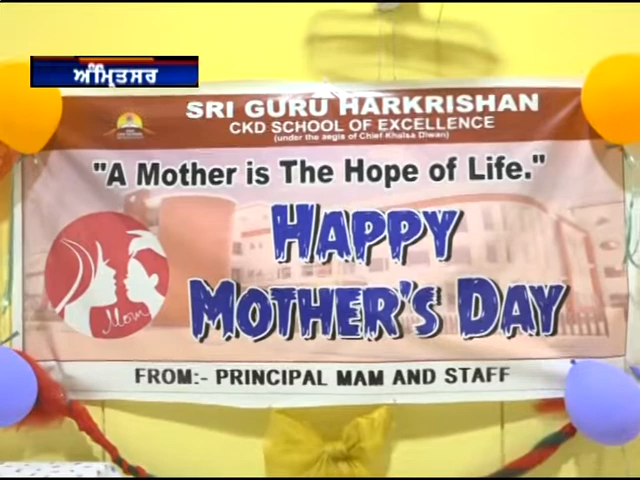 ਅੰਮ੍ਰਿਤਸਰ
SRI GURU HARKRISHAN
CKD SCHOOL OF EXCELLENCE
(under the aegis of Chief Khalsa Diwan)
"A Mother is The Hope of Life."
HAPPY
MOTHER'S DAY
Mom
FROM:- PRINCIPAL MAM AND STAFF